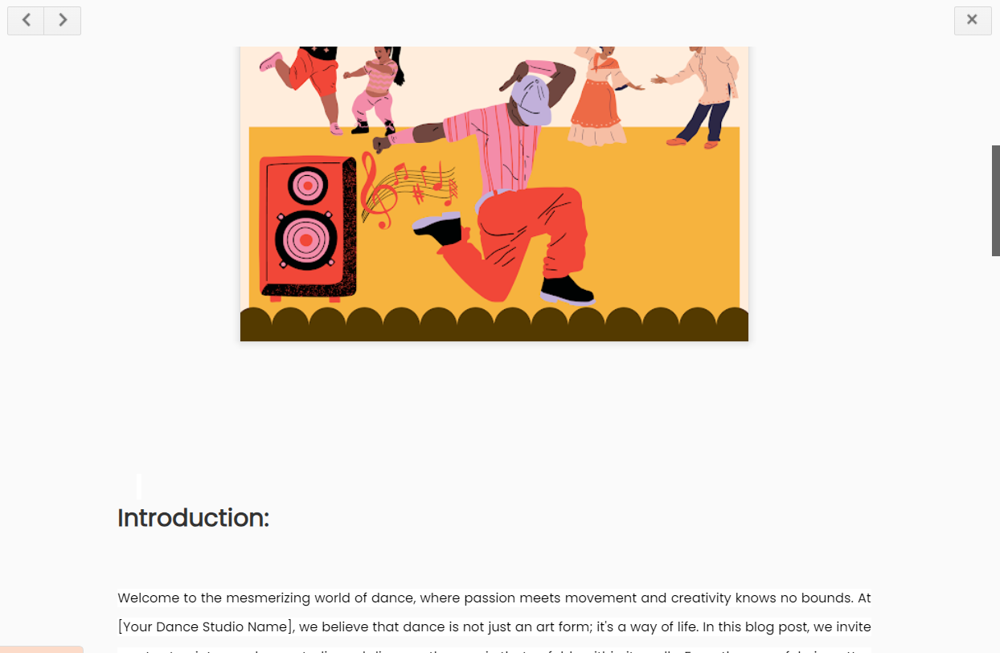 Introduction:
Welcome to the mesmerizing world of dance, where passion meets movement and creativity knows no bounds. At
[Your Dance Studio Name], we believe that dance is not just an art form; it's a way of life. In this blog post, we invite